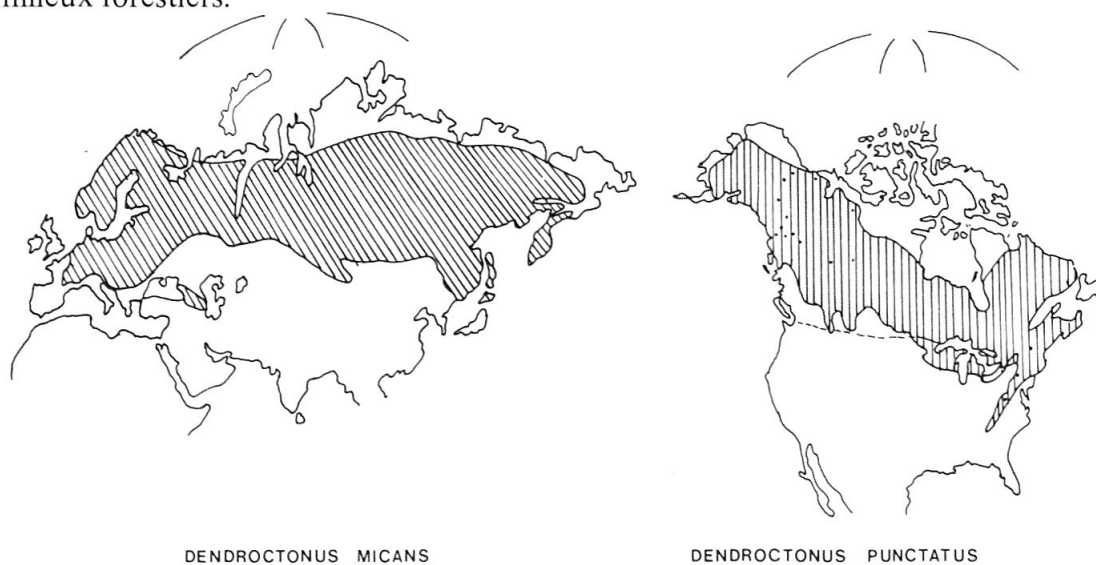 milieux forestiers.
DENDROCTONUS MICANS
DENDROCTONUS PUNCTATUS